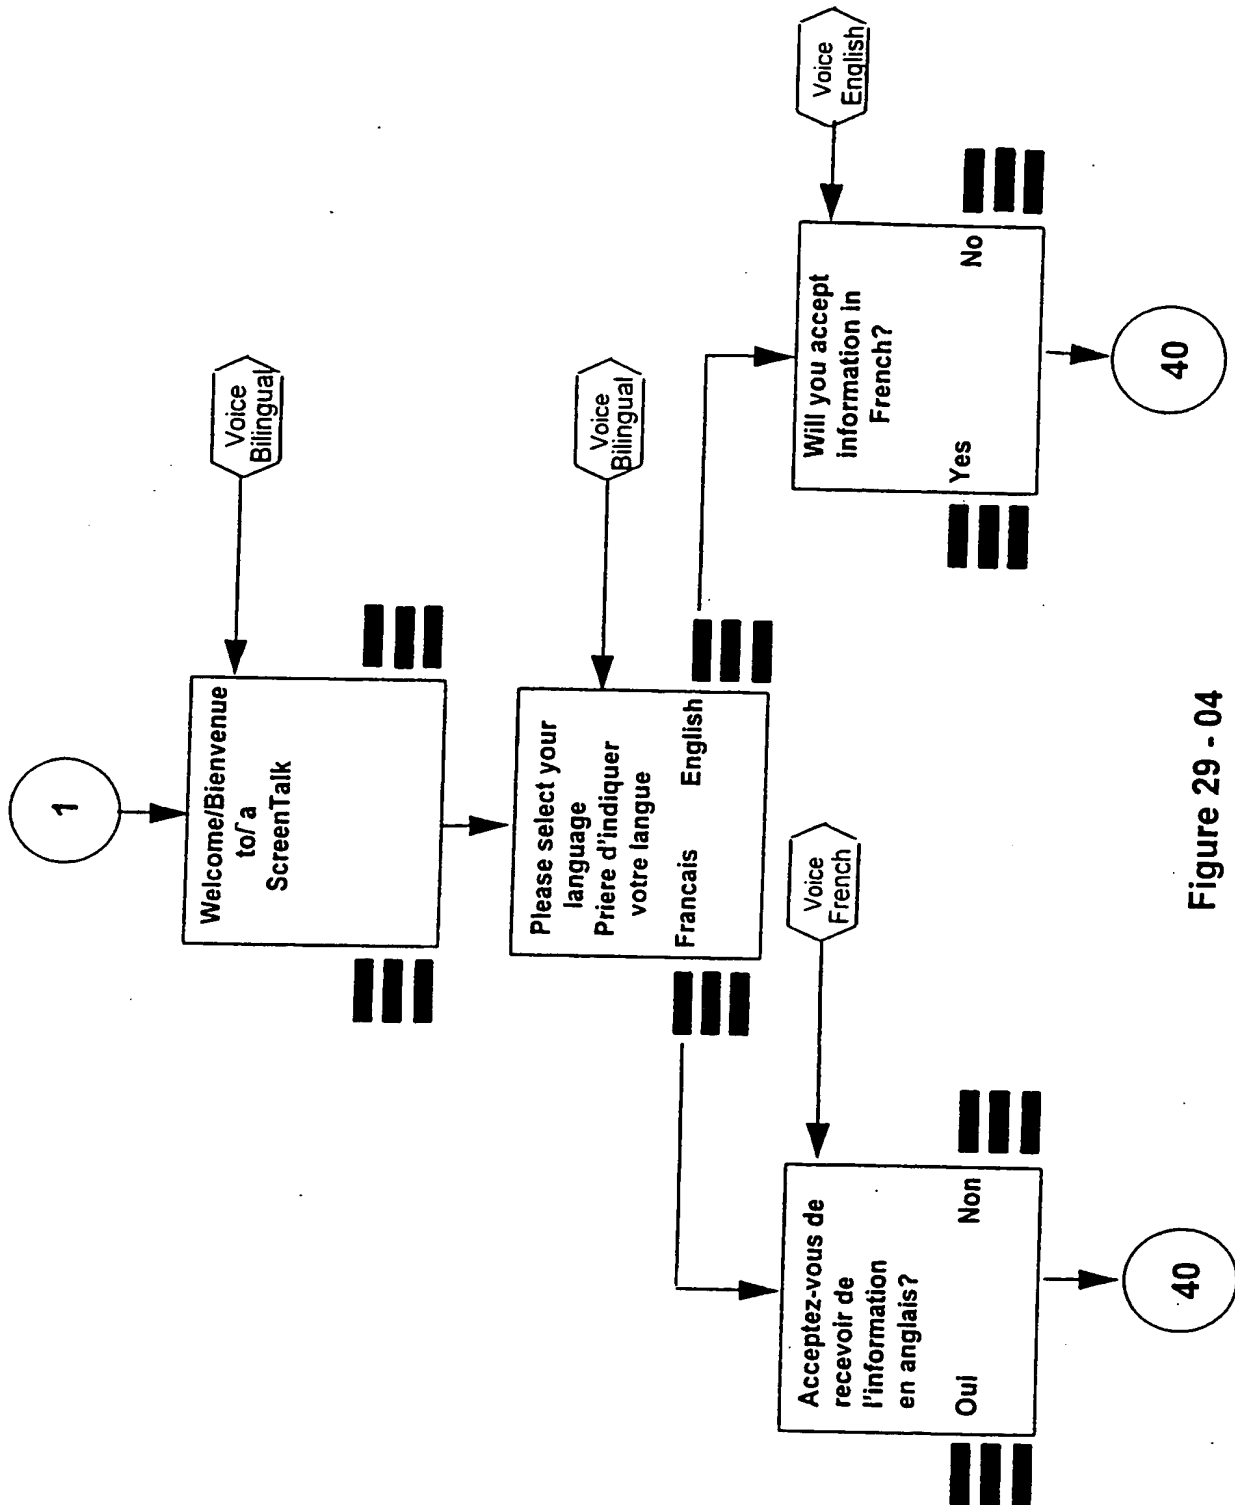 1
Welcome/Bienvenue
to/ a
ScreenTalk
Voice
Bilingual
Please select your
language
Priere d'indiquer
votre langue
Francais English
Voice
Bilingual
Voice
French
Acceptez-vous de
recevoir de
l'information
en anglais?
Oui Non
40
Voice
English
Will you accept
information in
French?
Yes No
40
Figure 29 - 04